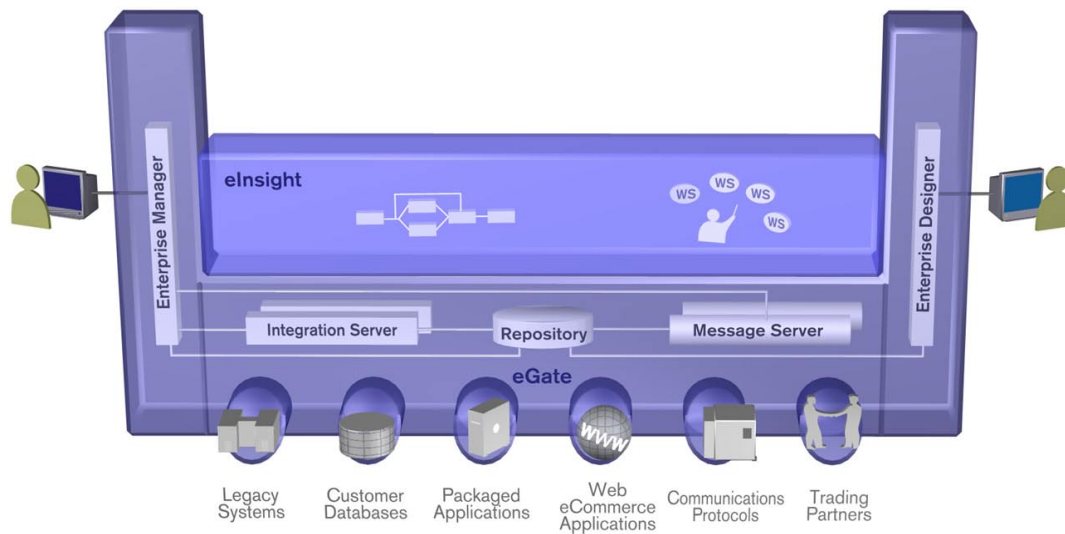 eInsight
WS
WS
WS
WS
Enterprise Manager
Enterprise Designer
Integration Server
Repository
Message Server
eGate
WWW
Legacy
Systems
Customer
Databases
Packaged
Applications
Web
eCommerce
Applications
Communications
Protocols
Trading
Partners